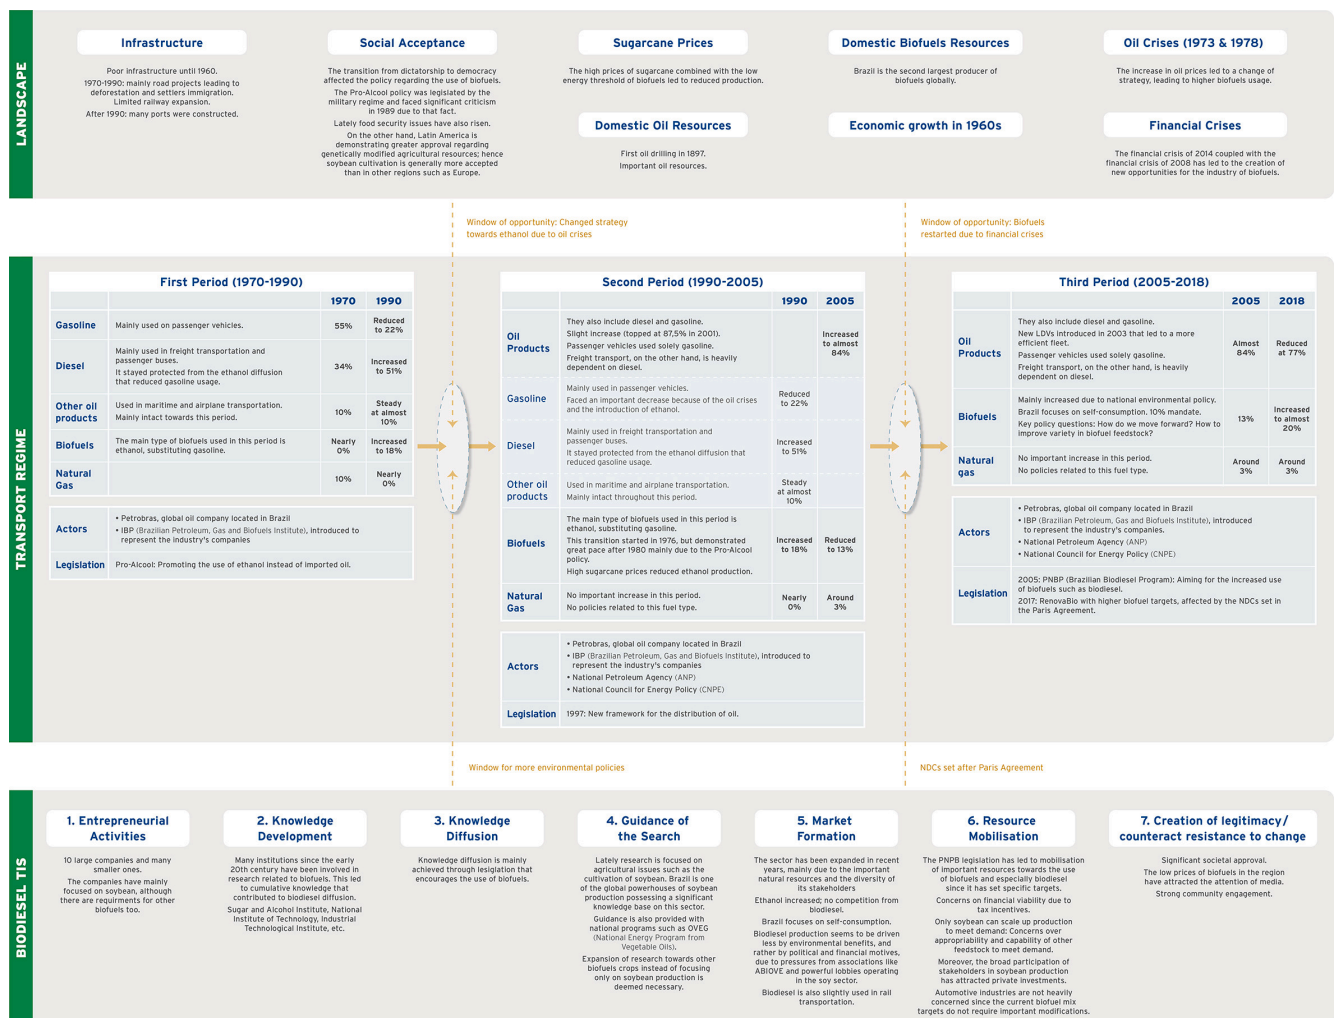 LANDSCAPE
Infrastructure
Poor infrastructure until 1960.
1970-1990: mainly road projects leading to
deforestation and settlers immigration.
Limited railway expansion.
After 1990: many ports were constructed.
Social Acceptance
The transition from dictatorship to democracy
affected the policy regarding the use of biofuels.
The Pro-Alcool policy was legislated by the
military regime and faced significant criticism
in 1989 due to that fact.
Lately food security issues have also risen.
On the other hand, Latin America is
demonstrating greater approval regarding
genetically modified agricultural resources; hence
soybean cultivation is generally more accepted
than in other regions such as Europe.
Sugarcane Prices
The high prices of sugarcane combined with the low
energy threshold of biofuels led to reduced production.
Domestic Oil Resources
First oil drilling in 1897.
Important oil resources.
Domestic Biofuels Resources
Brazil is the second largest producer of
biofuels globally.
Economic growth in 1960s
Oil Crises (1973 & 1978)
The increase in oil prices led to a change of
strategy, leading to higher biofuels usage.
Financial Crises
The financial crisis of 2014 coupled with the
financial crisis of 2008 has led to the creation of
new opportunities for the industry of biofuels.
Window of opportunity: Changed strategy
towards ethanol due to oil crises
Window of opportunity: Biofuels
restarted due to financial crises
TRANSPORT REGIME
First Period (1970-1990)
1970 1990
Gasoline
Mainly used on passenger vehicles.
55%
Reduced
to 22%
Diesel
Mainly used in freight transportation and
passenger buses.
It stayed protected from the ethanol diffusion
that reduced gasoline usage.
34%
Increased
to 51%
Other oil
products
Used in maritime and airplane transportation.
Mainly intact towards this period.
10%
Steady
at almost
10%
Biofuels
The main type of biofuels used in this period is
ethanol, substituting gasoline.
Nearly
0%
Increased
to 18%
Natural
Gas
10%
Nearly
0%
Actors
• Petrobras, global oil company located in Brazil
• IBP (Brazilian Petroleum, Gas and Biofuels Institute), introduced to
represent the industry's companies
Legislation
Pro-Alcool: Promoting the use of ethanol instead of imported oil.
Second Period (1990-2005)
1990 2005
Oil
Products
They also include diesel and gasoline.
Slight increase (topped at 87,5% in 2001).
Passenger vehicles used solely gasoline.
Freight transport, on the other hand, is heavily
dependent on diesel.
Increased
to almost
84%
Gasoline
Mainly used in passenger vehicles.
Faced an important decrease because of the oil crises
and the introduction of ethanol.
Reduced
to 22%
Diesel
Mainly used in freight transportation and
passenger buses.
It stayed protected from the ethanol diffusion that
reduced gasoline usage.
Increased
to 51%
Other oil
products
Used in maritime and airplane transportation.
Mainly intact throughout this period.
Steady
at almost
10%
Biofuels
The main type of biofuels used in this period is
ethanol, substituting gasoline.
This transition started in 1976, but demonstrated
great pace after 1980 mainly due to the Pro-Alcool
policy.
High sugarcane prices reduced ethanol production.
Increased
to 18%
Reduced
to 13%
Natural
Gas
No important increase in this period.
No policies related to this fuel type.
Nearly
0%
Around
3%
Actors
• Petrobras, global oil company located in Brazil
• IBP (Brazilian Petroleum, Gas and Biofuels Institute), introduced to
represent the industry's companies
• National Petroleum Agency (ANP)
• National Council for Energy Policy (CNPE)
Legislation
1997: New framework for the distribution of oil.
Third Period (2005-2018)
2005 2018
Oil
Products
They also include diesel and gasoline.
New LDVs introduced in 2003 that led to a more
efficient fleet.
Passenger vehicles used solely gasoline.
Freight transport, on the other hand, is heavily
dependent on diesel.
Almost
84%
Reduced
at 77%
Biofuels
Mainly increased due to national environmental policy.
Brazil focuses on self-consumption. 10% mandate.
Key policy questions: How do we move forward? How to
improve variety in biofuel feedstock?
13%
Increased
to almost
20%
Natural
gas
No important increase in this period.
No policies related to this fuel type.
Around
3%
Around
3%
Actors
• Petrobras, global oil company located in Brazil
• IBP (Brazilian Petroleum, Gas and Biofuels Institute), introduced
to represent the industry's companies.
• National Petroleum Agency (ANP)
• National Council for Energy Policy (CNPE)
Legislation
2005: PNBP (Brazilian Biodiesel Program): Aiming for the increased use
of biofuels such as biodiesel.
2017: RenovaBio with higher biofuel targets, affected by the NDCs set in
the Paris Agreement.
Window for more environmental policies
NDCs set after Paris Agreement
BIODIESEL TIS
1. Entrepreneurial
Activities
10 large companies and many
smaller ones.
The companies have mainly
focused on soybean, although
there are requirments for other
biofuels too.
2. Knowledge
Development
Many institutions since the early
20th century have been involved in
research related to biofuels. This led
to cumulative knowledge that
contributed to biodiesel diffusion.
Sugar and Alcohol Institute, National
Institute of Technology, Industrial
Technological Institute, etc.
3. Knowledge
Diffusion
Knowledge diffusion is mainly
achieved through lesiglation that
encourages the use of biofuels.
4. Guidance of
the Search
Lately research is focused on
agricultural issues such as the
cultivation of soybean. Brazil is one
of the global powerhouses of soybean
production possessing a significant
knowledge base on this sector.
Guidance is also provided with
national programs such as OVEG
(National Energy Program from
Vegetable Oils).
Expansion of research towards other
biofuels crops instead of focusing
only on soybean production is
deemed necessary.
5. Market
Formation
The sector has been expanded in recent
years, mainly due to the important
natural resources and the diversity of
its stakeholders
Ethanol increased; no competition from
biodiesel.
Brazil focuses on self-consumption.
Biodiesel production seems to be driven
less by environmental benefits, and
rather by political and financial motives,
due to pressures from associations like
ABIOVE and powerful lobbies operating
in the soy sector.
Biodiesel is also slightly used in rail
transportation.
6. Resource
Mobilisation
The PNPB legislation has led to mobilisation
of important resources towards the use
of biofuels and especially biodiesel
since it has set specific targets.
Concerns on financial viability due to
tax incentives.
Only soybean can scale up production
to meet demand: Concerns over
appropriability and capability of other
feedstock to meet demand.
Moreover, the broad participation of
stakeholders in soybean production
has attracted private investments.
Automotive industries are not heavily
concerned since the current biofuel mix
targets do not require important modifications.
7. Creation of legitimacy/
counteract resistance to change
Significant societal approval.
The low prices of biofuels in the region
have attracted the attention of media.
Strong community engagement.